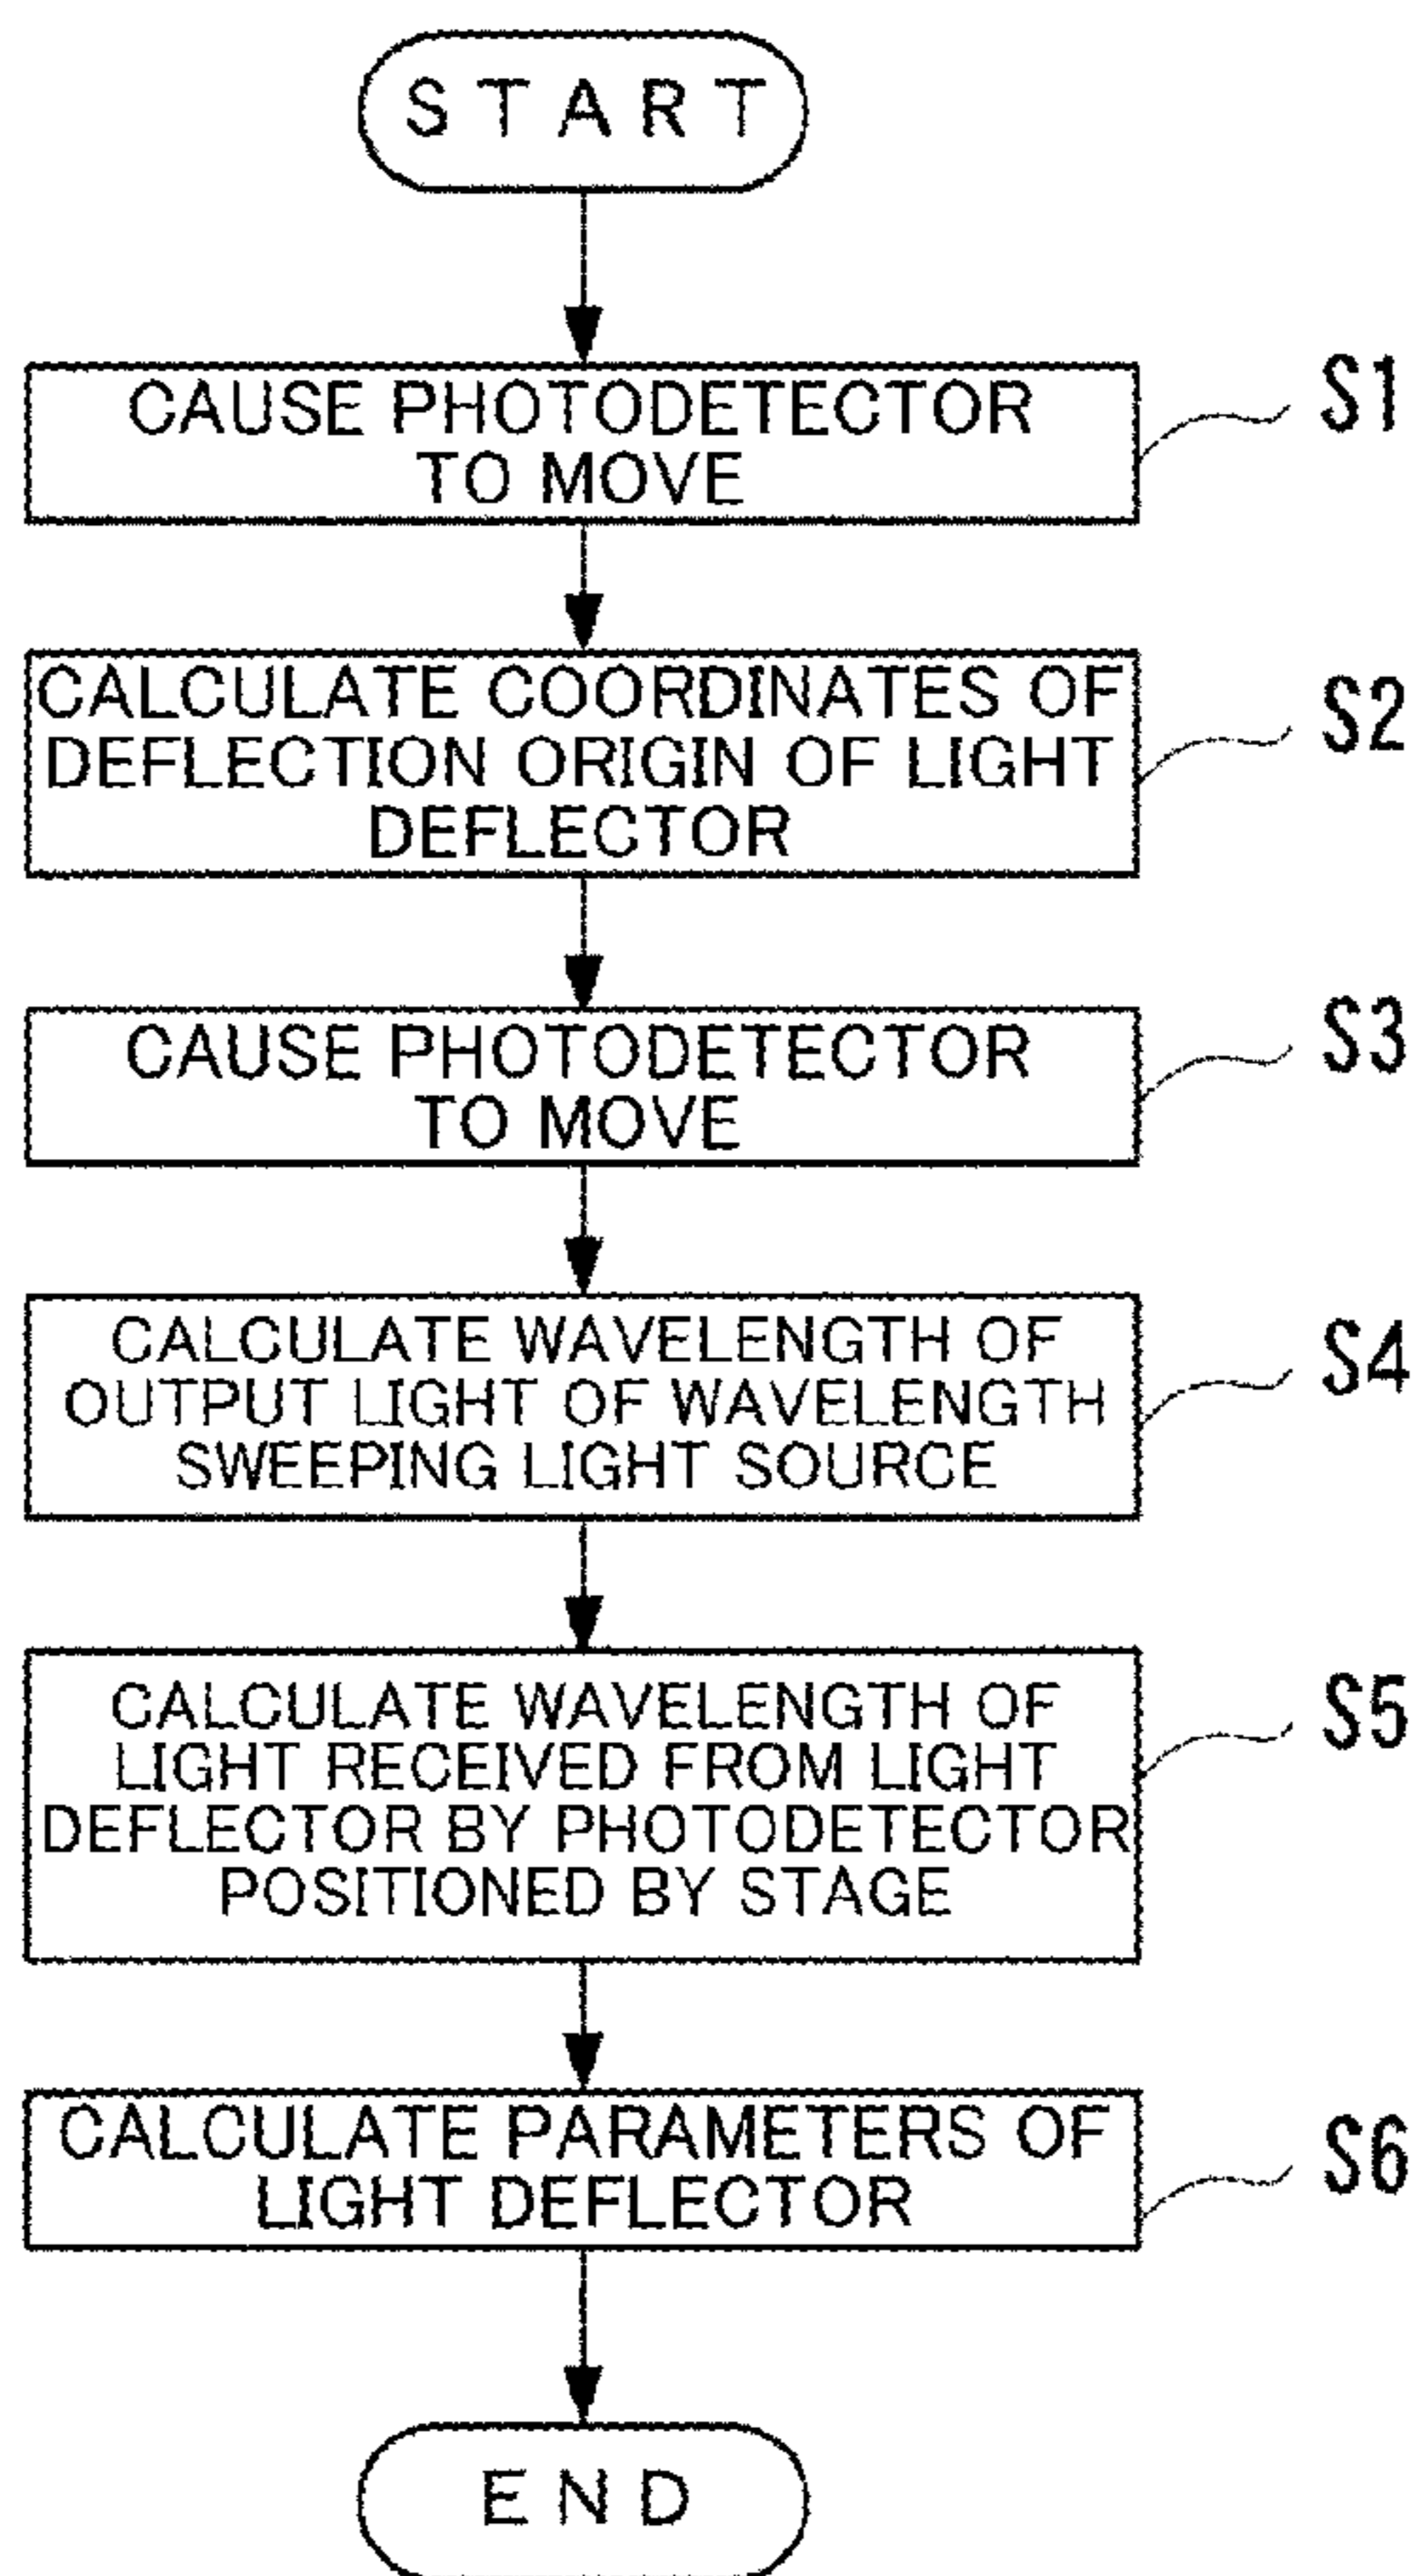 START
CAUSE PHOTODETECTOR
TO MOVE
S1
CALCULATE COORDINATES OF
DEFLECTION ORIGIN OF LIGHT
DEFLECTOR
S2
CAUSE PHOTODETECTOR
TO MOVE
S3
CALCULATE WAVELENGTH OF
OUTPUT LIGHT OF WAVELENGTH
SWEEPING LIGHT SOURCE
S4
CALCULATE WAVELENGTH OF
LIGHT RECEIVED FROM LIGHT
DEFLECTOR BY PHOTODETECTOR
POSITIONED BY STAGE
S5
CALCULATE PARAMETERS OF
LIGHT DEFLECTOR
S6
END